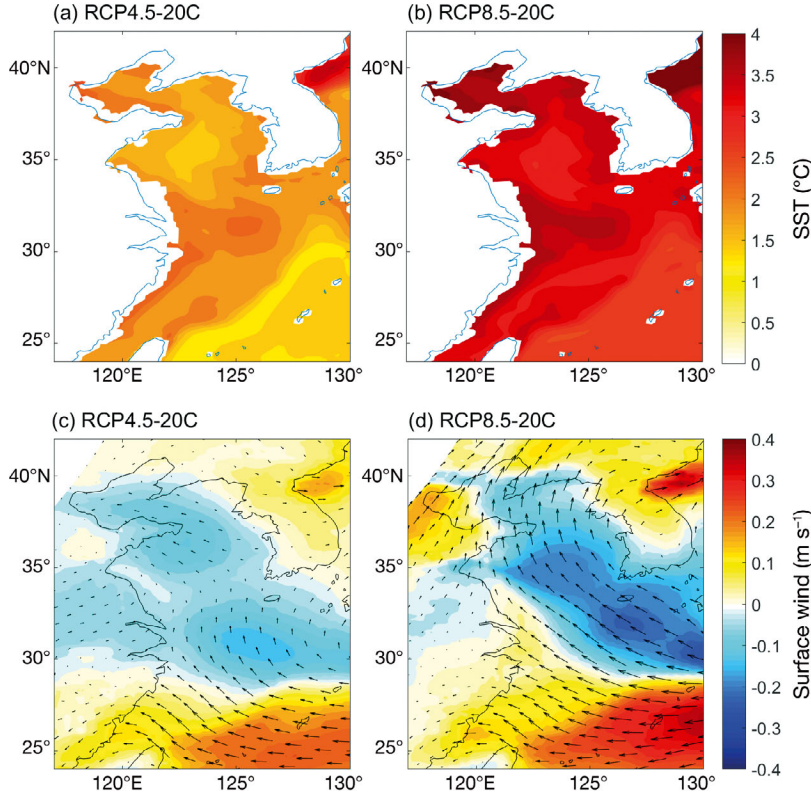 (a) RCP4.5-20C
(b) RCP8.5-20C
40°N
35°
30°
25°
120°E 125° 130°
40°N
35°
30°
25°
120°E 125° 130°
4
3.5
3
2.5
2
1.5
1
0.5
0
SST (°C)
(c) RCP4.5-20C
(d) RCP8.5-20C
40°N
35°
30°
25°
120°E 125° 130°
40°N
35°
30°
25°
120°E 125° 130°
0.4
0.3
0.2
0.1
0
-0.1
-0.2
-0.3
-0.4
Surface wind (m s⁻¹)